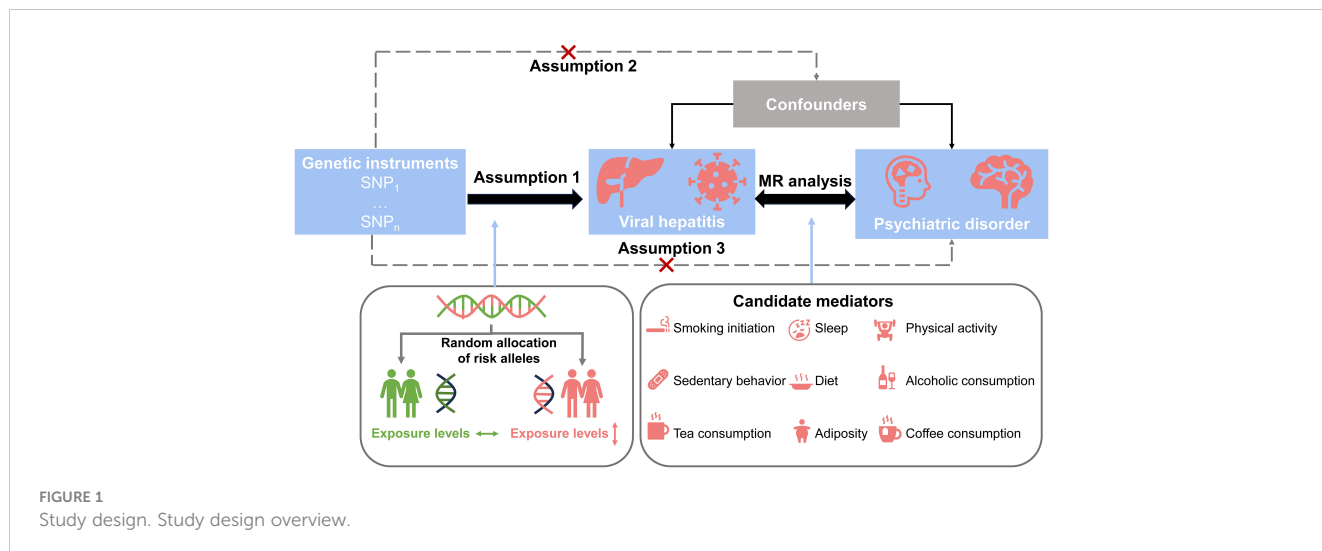 Assumption 2
Confounders
Genetic instruments
SNP1
...
SNPn
Assumption 1
Viral hepatitis
MR analysis
Psychiatric disorder
Assumption 3
Random allocation
of risk alleles
Exposure levels
Exposure levels
Candidate mediators
Smoking initiation
Sleep
Physical activity
Sedentary behavior
Diet
Alcoholic consumption
Tea consumption
Adiposity
Coffee consumption
FIGURE 1
Study design. Study design overview.